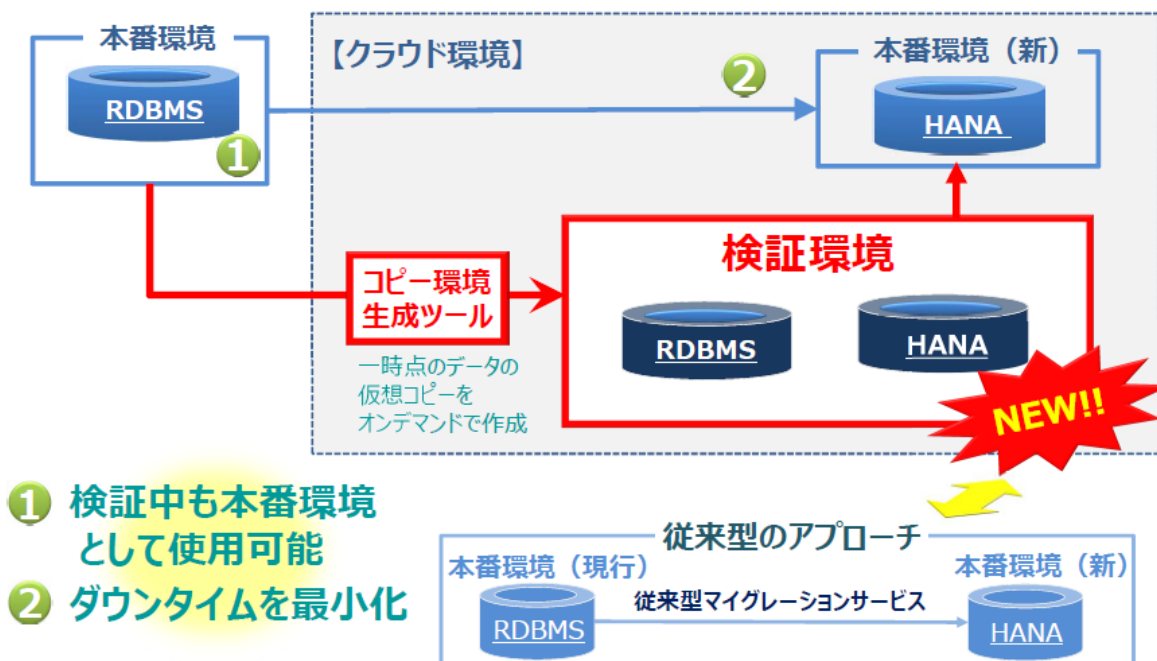 本番環境
RDBMS
1
【クラウド環境】
2
本番環境（新）
HANA
コピー環境
生成ツール
一時点のデータの
仮想コピーを
オンデマンドで作成
検証環境
RDBMS
HANA
NEW!!
1 検証中も本番環境
として使用可能
2 ダウンタイムを最小化
従来型のアプローチ
本番環境（現行）
RDBMS
従来型マイグレーションサービス
本番環境（新）
HANA